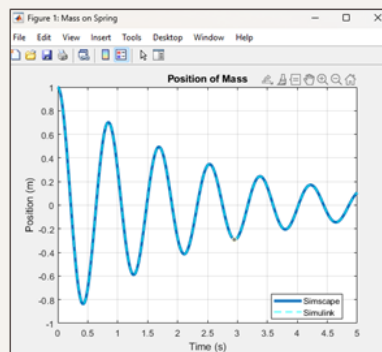 Figure 1: Mass on Spring
File Edit View Insert Tools Desktop Window Help
Position of Mass
1
0.8
0.6
0.4
0.2
0
-0.2
-0.4
-0.6
-0.8
-1
Position (m)
0 0.5 1 1.5 2 2.5 3 3.5 4 4.5 5
Time (s)
Simscape
Simulink